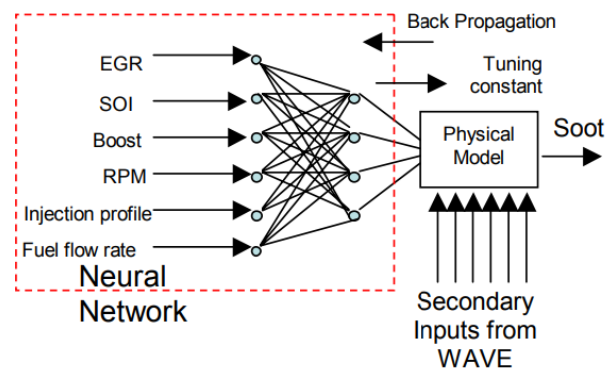 Back Propagation
EGR
Tuning
constant
SOI
Boost
Physical
Model
Soot
RPM
Injection profile
Fuel flow rate
Neural
Network
Secondary
Inputs from
WAVE